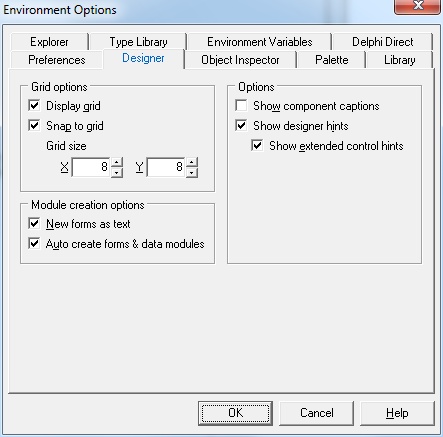 Environment Options
Explorer Type Library Environment Variables Delphi Direct
Preferences Designer Object Inspector Palette Library
Grid options
Display grid
Snap to grid
Grid size
X 8 Y 8
Module creation options
New forms as text
Auto create forms & data modules
Options
Show component captions
Show designer hints
Show extended control hints
OK Cancel Help